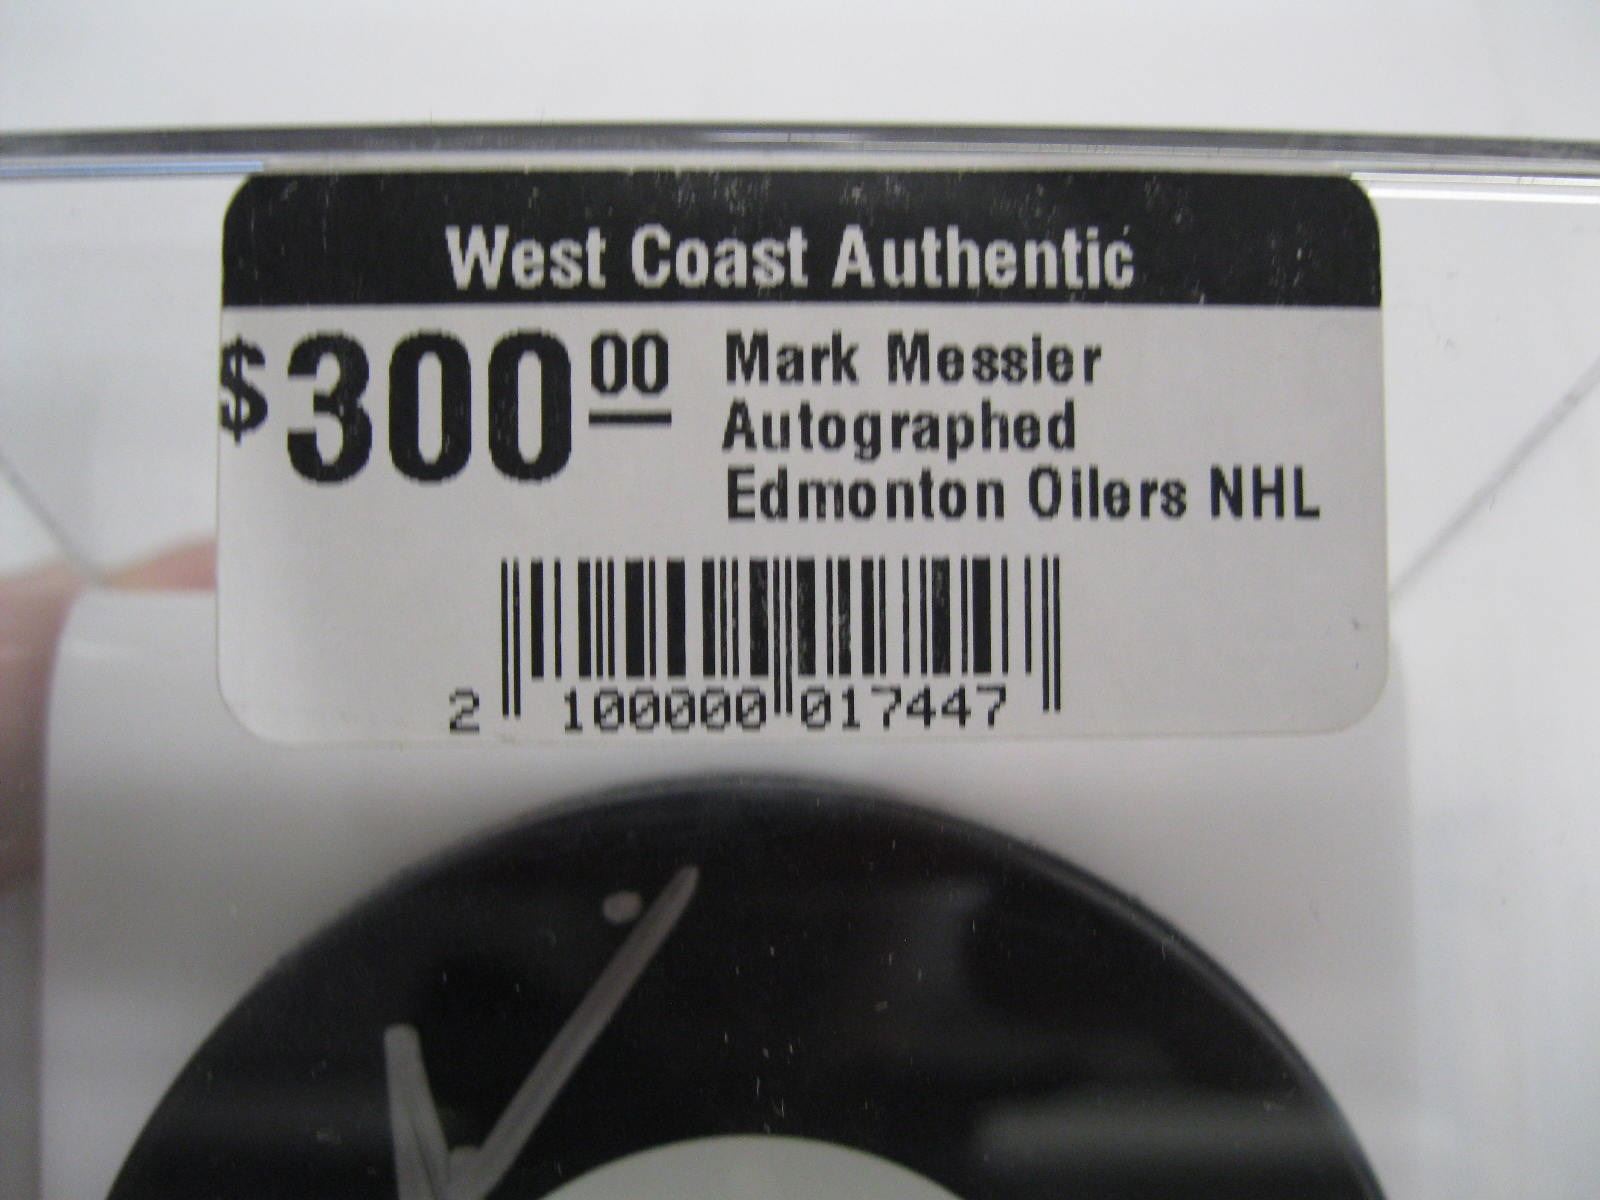 West Coast Authentic
$300.00
Mark Messier
Autographed
Edmonton Oilers NHL
2 100000 017447